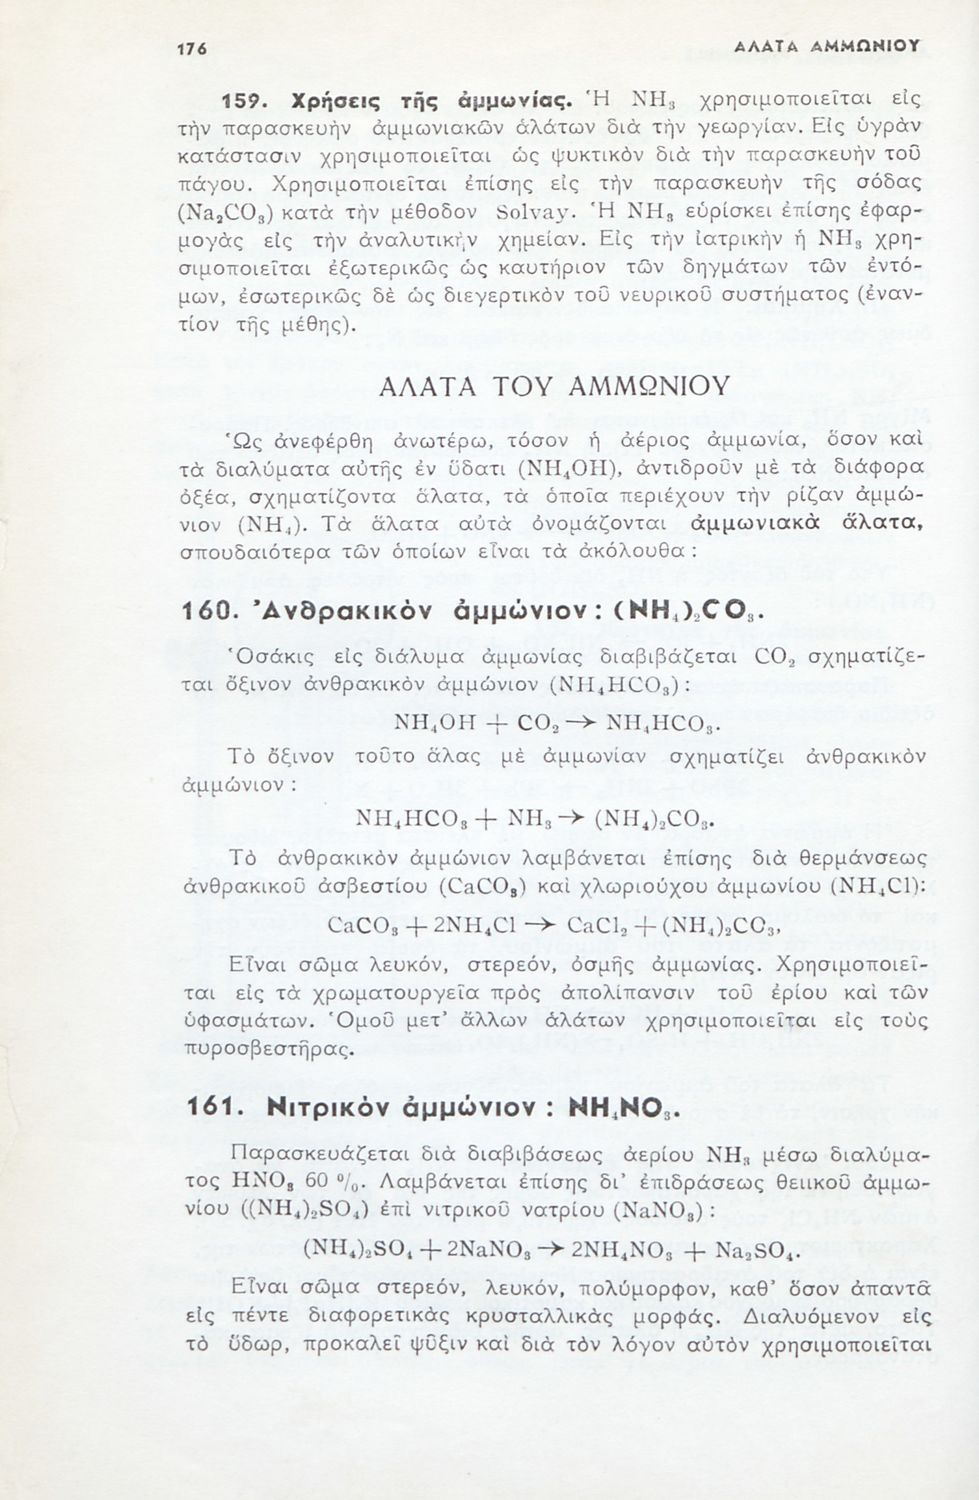 176
ΑΛΑΤΑ ΑΜΜΩΝΙΟΥ
159. Χρήσεις τῆς ἀμμωνίας. Ἡ NH₃ χρησιμοποιεῖται εἰς
τὴν παρασκευὴν ἀμμωνιακῶν ἁλάτων διὰ τὴν γεωργίαν. Εἰς ὑγρὰν
κατάστασιν χρησιμοποιεῖται ὡς ψυκτικὸν διὰ τὴν παρασκευὴν τοῦ
πάγου. Χρησιμοποιεῖται ἐπίσης εἰς τὴν παρασκευὴν τῆς σόδας
(Na₂CO₃) κατὰ τὴν μέθοδον Solvay. Ἡ NH₃ εὑρίσκει ἐπίσης ἐφαρ-
μογὰς εἰς τὴν ἀναλυτικὴν χημείαν. Εἰς τὴν ἰατρικὴν ἡ NH₃ χρη-
σιμοποιεῖται ἐξωτερικῶς ὡς καυτήριον τῶν δηγμάτων τῶν ἐντό-
μων, ἐσωτερικῶς δὲ ὡς διεγερτικὸν τοῦ νευρικοῦ συστήματος (ἐναν-
τίον τῆς μέθης).
ΑΛΑΤΑ ΤΟΥ ΑΜΜΩΝΙΟΥ
Ὡς ἀνεφέρθη ἀνωτέρω, τόσον ἡ ἀέριος ἀμμωνία, ὅσον καὶ
τὰ διαλύματα αὐτῆς ἐν ὕδατι (NH₄OH), ἀντιδροῦν μὲ τὰ διάφορα
ὀξέα, σχηματίζοντα ἅλατα, τὰ ὁποῖα περιέχουν τὴν ρίζαν ἀμμώ-
νιον (NH₄). Τὰ ἅλατα αὐτὰ ὀνομάζονται ἀμμωνιακὰ ἅλατα,
σπουδαιότερα τῶν ὁποίων εἶναι τὰ ἀκόλουθα :
160. Ἀνθρακικὸν ἀμμώνιον : (NH₄)₂CO₃.
Ὁσάκις εἰς διάλυμα ἀμμωνίας διαβιβάζεται CO₂ σχηματίζε-
ται ὄξινον ἀνθρακικὸν ἀμμώνιον (NH₄HCO₃) :
NH₄OH + CO₂ → NH₄HCO₃.
Τὸ ὄξινον τοῦτο ἅλας μὲ ἀμμωνίαν σχηματίζει ἀνθρακικὸν
ἀμμώνιον :
NH₄HCO₃ + NH₃ → (NH₄)₂CO₃.
Τὸ ἀνθρακικὸν ἀμμώνιον λαμβάνεται ἐπίσης διὰ θερμάνσεως
ἀνθρακικοῦ ἀσβεστίου (CaCO₃) καὶ χλωριούχου ἀμμωνίου (NH₄Cl):
CaCO₃ + 2NH₄Cl → CaCl₂ + (NH₄)₂CO₃,
Εἶναι σῶμα λευκόν, στερεόν, ὀσμῆς ἀμμωνίας. Χρησιμοποιεῖ-
ται εἰς τὰ χρωματουργεῖα πρὸς ἀπολίπανσιν τοῦ ἐρίου καὶ τῶν
ὑφασμάτων. Ὁμοῦ μετ’ ἄλλων ἁλάτων χρησιμοποιεῖται εἰς τοὺς
πυροσβεστῆρας.
161. Νιτρικὸν ἀμμώνιον : NH₄NO₃.
Παρασκευάζεται διὰ διαβιβάσεως ἀερίου NH₃ μέσω διαλύμα-
τος HNO₃ 60 %. Λαμβάνεται ἐπίσης δι’ ἐπιδράσεως θειικοῦ ἀμμω-
νίου ((NH₄)₂SO₄) ἐπὶ νιτρικοῦ νατρίου (NaNO₃) :
(NH₄)₂SO₄ + 2NaNO₃ → 2NH₄NO₃ + Na₂SO₄.
Εἶναι σῶμα στερεόν, λευκόν, πολύμορφον, καθ’ ὅσον ἀπαντᾶ
εἰς πέντε διαφορετικὰς κρυσταλλικὰς μορφάς. Διαλυόμενον εἰς
τὸ ὕδωρ, προκαλεῖ ψῦξιν καὶ διὰ τὸν λόγον αὐτὸν χρησιμοποιεῖται